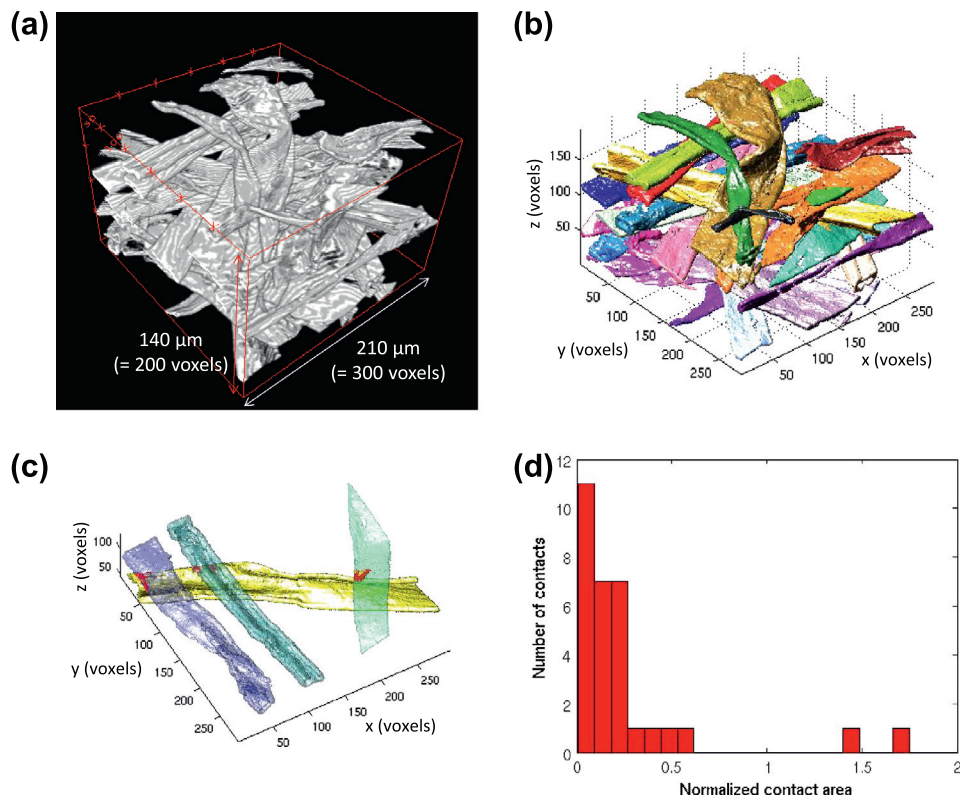 (a)
140 µm
(= 200 voxels)
210 µm
(= 300 voxels)
(b)
z (voxels)
150
100
50
y (voxels)
50
100
150
200
250
x (voxels)
50
100
150
200
250
(c)
z (voxels)
100
50
y (voxels)
50
100
150
200
250
x (voxels)
50
100
150
200
250
(d)
Number of contacts
12
10
8
6
4
2
0
0
0.5
1
1.5
2
Normalized contact area